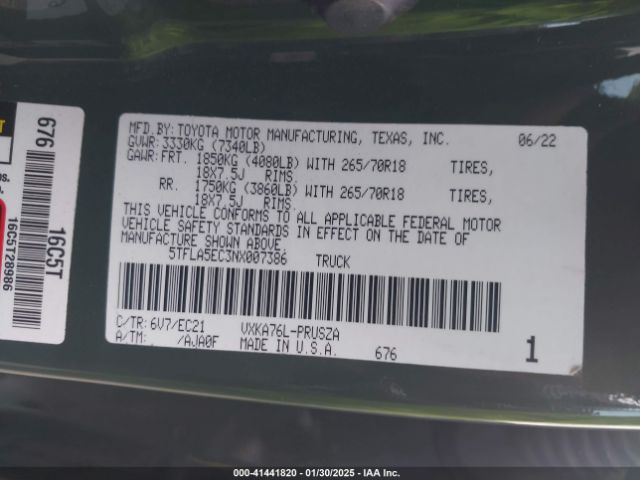 MFD.BY: TOYOTA MOTOR MANUFACTURING, TEXAS, INC. 06/22
GVWR: 3330KG (7340LB)
GAWR: FRT. 1850KG (4080LB) WITH 265/70R18 TIRES,
18X7.5J RIMS
RR. 1750KG (3860LB) WITH 265/70R18 TIRES,
18X7.5J RIMS
THIS VEHICLE CONFORMS TO ALL APPLICABLE FEDERAL MOTOR
VEHICLE SAFETY STANDARDS IN EFFECT ON THE DATE OF
MANUFACTURE SHOWN ABOVE.
5TFLA5EC3NX007386 TRUCK
C/TR: 6V7/EC21 VXKA76L-PRUSZA
A/TM: /AJA0F MADE IN U.S.A. 676 1
676
16C5T
16C5T28986
000-41441820 - 01/30/2025 - IAA Inc.